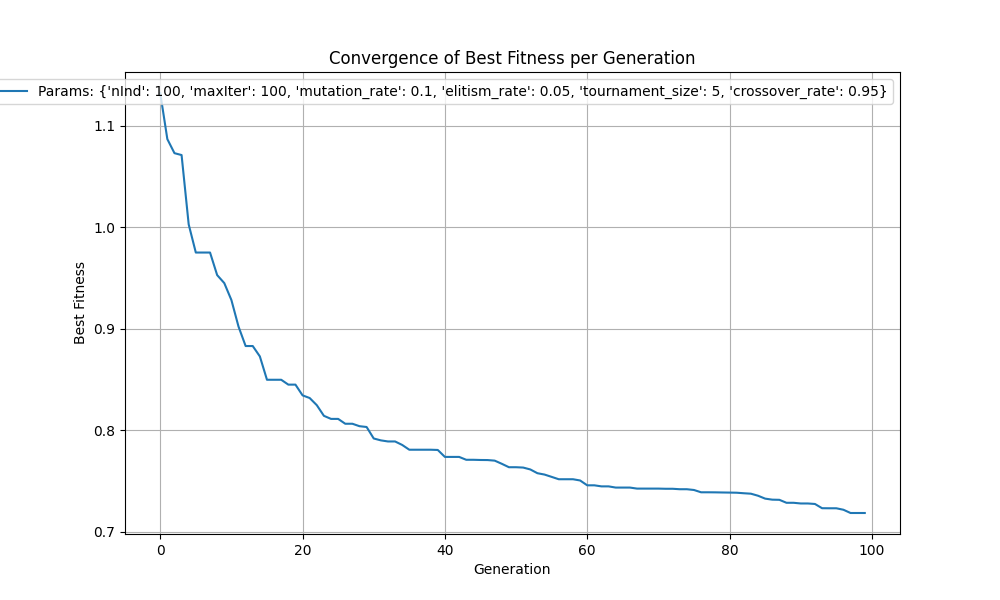 Convergence of Best Fitness per Generation
Params: {'nInd': 100, 'maxIter': 100, 'mutation_rate': 0.1, 'elitism_rate': 0.05, 'tournament_size': 5, 'crossover_rate': 0.95}
1.1
1.0
0.9
0.8
0.7
Best Fitness
0 20 40 60 80 100
Generation